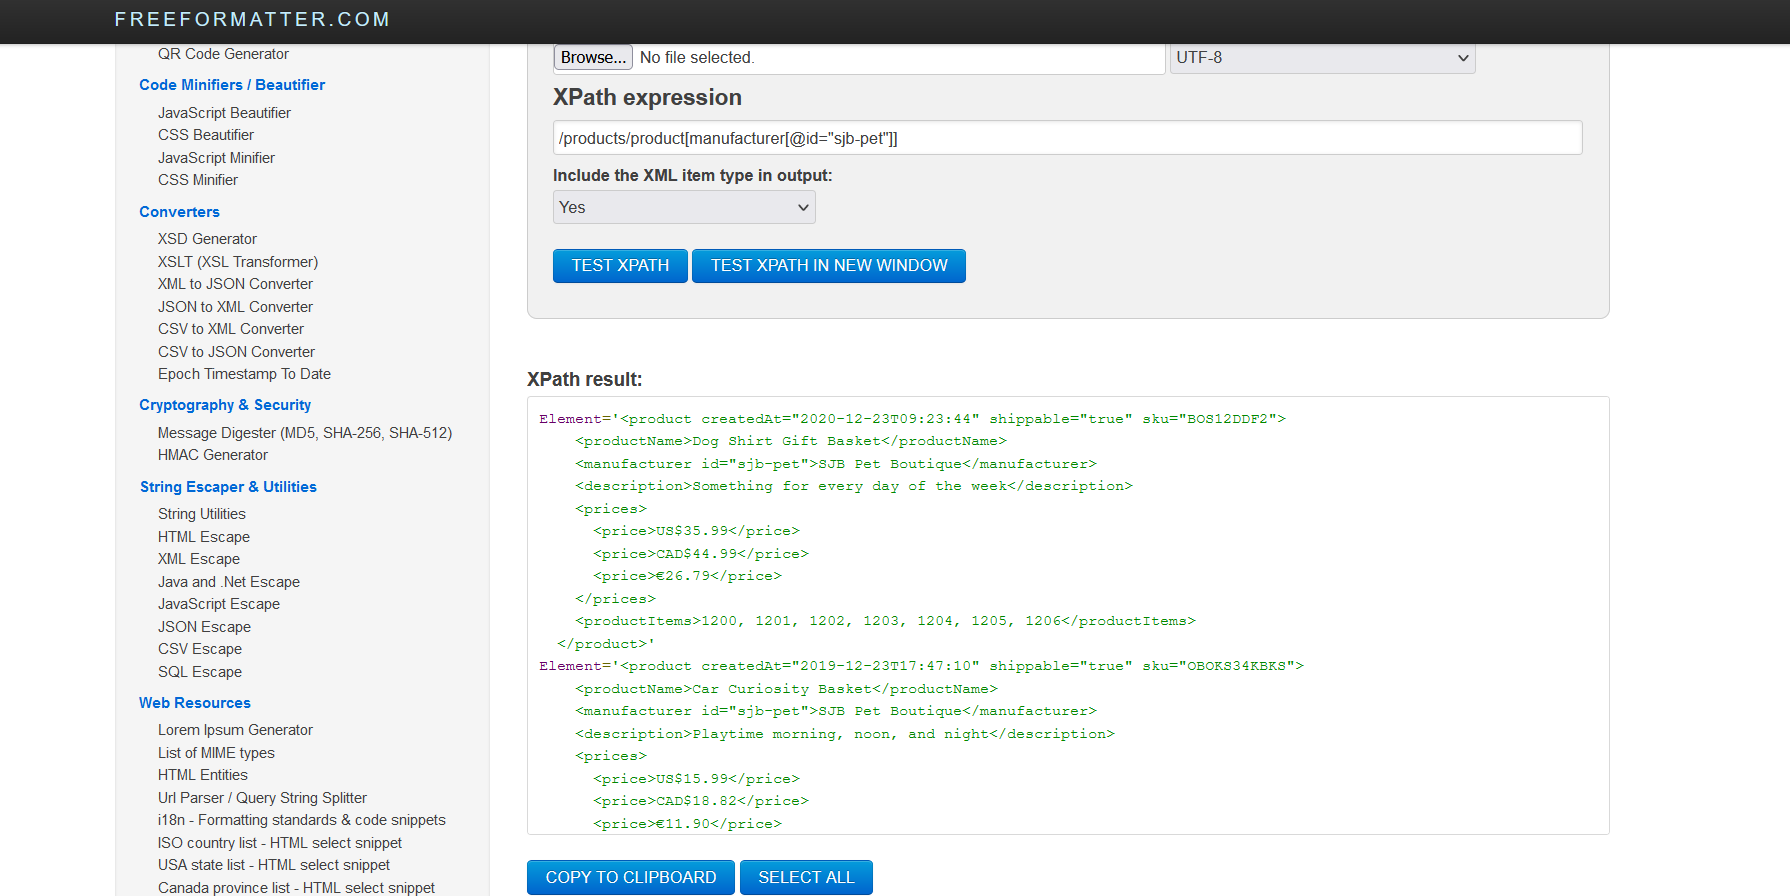 FREEFORMATTER.COM
QR Code Generator
Code Minifiers / Beautifier
JavaScript Beautifier
CSS Beautifier
JavaScript Minifier
CSS Minifier
Converters
XSD Generator
XSLT (XSL Transformer)
XML to JSON Converter
JSON to XML Converter
CSV to XML Converter
CSV to JSON Converter
Epoch Timestamp To Date
Cryptography & Security
Message Digester (MD5, SHA-256, SHA-512)
HMAC Generator
String Escaper & Utilities
String Utilities
HTML Escape
XML Escape
Java and .Net Escape
JavaScript Escape
JSON Escape
CSV Escape
SQL Escape
Web Resources
Lorem Ipsum Generator
List of MIME types
HTML Entities
Url Parser / Query String Splitter
i18n - Formatting standards & code snippets
ISO country list - HTML select snippet
USA state list - HTML select snippet
Canada province list - HTML select snippet
Browse... No file selected. UTF-8
XPath expression
/products/product[manufacturer[@id="sjb-pet"]]
Include the XML item type in output:
Yes
TEST XPATH TEST XPATH IN NEW WINDOW
XPath result:
Element='<product createdAt="2020-12-23T09:23:44" shippable="true" sku="BOS12DDF2">
<productName>Dog Shirt Gift Basket</productName>
<manufacturer id="sjb-pet">SJB Pet Boutique</manufacturer>
<description>Something for every day of the week</description>
<prices>
<price>US$35.99</price>
<price>CAD$44.99</price>
<price>€26.79</price>
</prices>
<productItems>1200, 1201, 1202, 1203, 1204, 1205, 1206</productItems>
</product>'
Element='<product createdAt="2019-12-23T17:47:10" shippable="true" sku="OBOKS34KBKS">
<productName>Car Curiosity Basket</productName>
<manufacturer id="sjb-pet">SJB Pet Boutique</manufacturer>
<description>Playtime morning, noon, and night</description>
<prices>
<price>US$15.99</price>
<price>CAD$18.82</price>
<price>€11.90</price>
COPY TO CLIPBOARD SELECT ALL